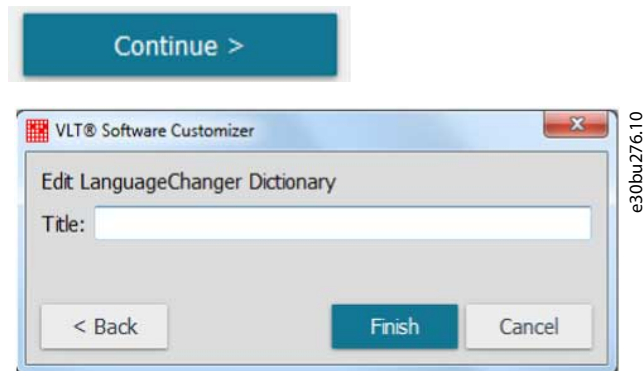 Continue >
VLT® Software Customizer
Edit LanguageChanger Dictionary
Title:
< Back
Finish
Cancel
e30bu276.10